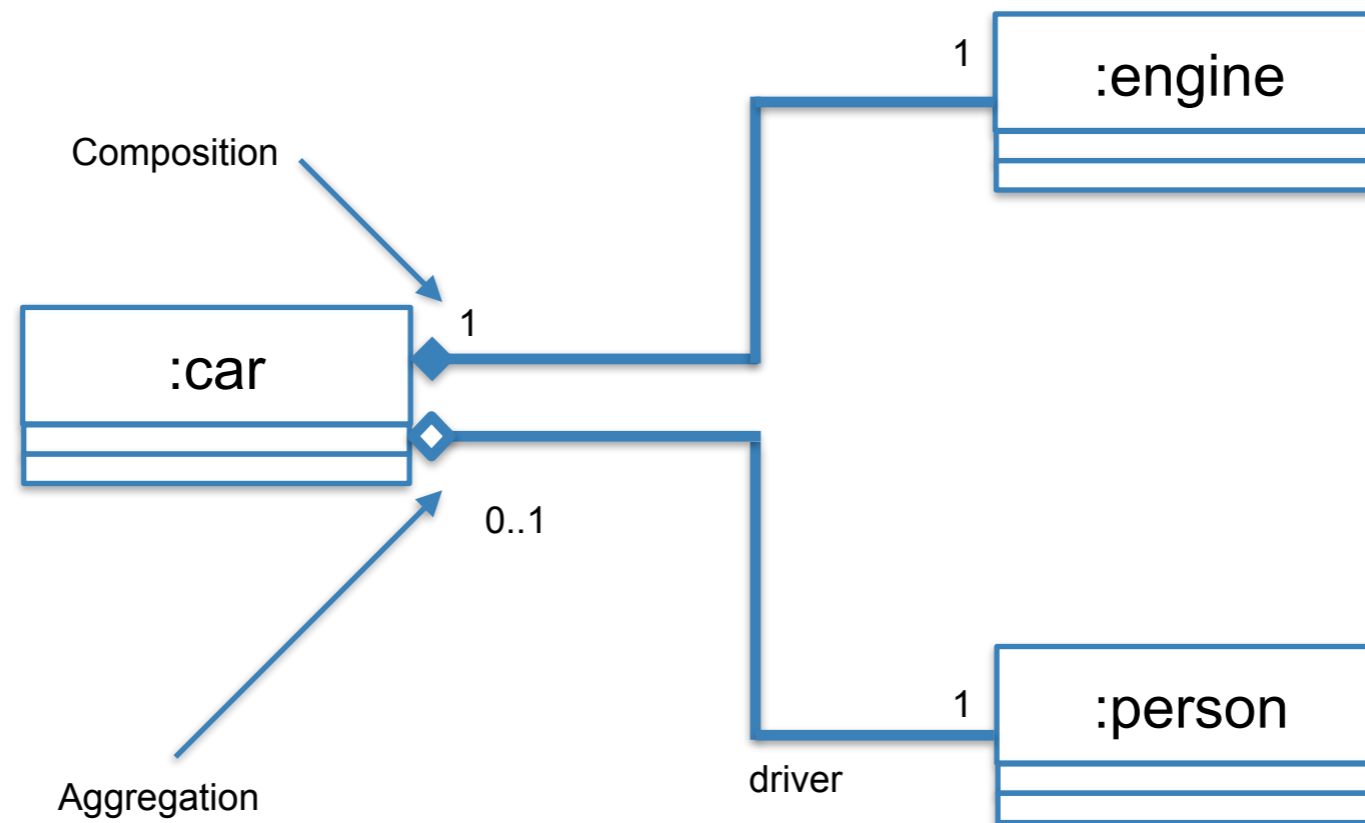 1
:engine
Composition
1
:car
0..1
1
:person
driver
Aggregation